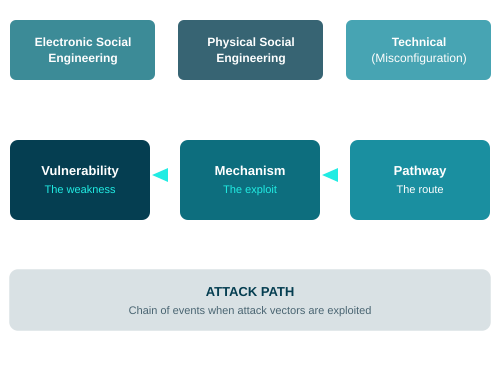 Electronic Social
Engineering
Physical Social
Engineering
Technical
(Misconfiguration)
Vulnerability
The weakness
Mechanism
The exploit
Pathway
The route
ATTACK PATH
Chain of events when attack vectors are exploited